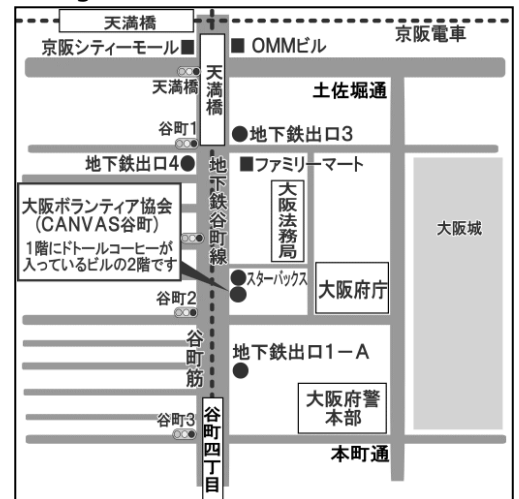 天満橋
京阪電車
京阪シティーモール■
■ OMMビル
天満橋
天満橋
土佐堀通
谷町1
●地下鉄出口3
地下鉄出口4●
■ファミリーマート
地下鉄谷町線
大阪法務局
大阪ボランティア協会
(CANVAS谷町)
1階にドトールコーヒーが
入っているビルの2階です
大阪城
●スターバックス
大阪府庁
谷町2
谷町筋
地下鉄出口1−A
大阪府警
本部
谷町3
谷町四丁目
本町通